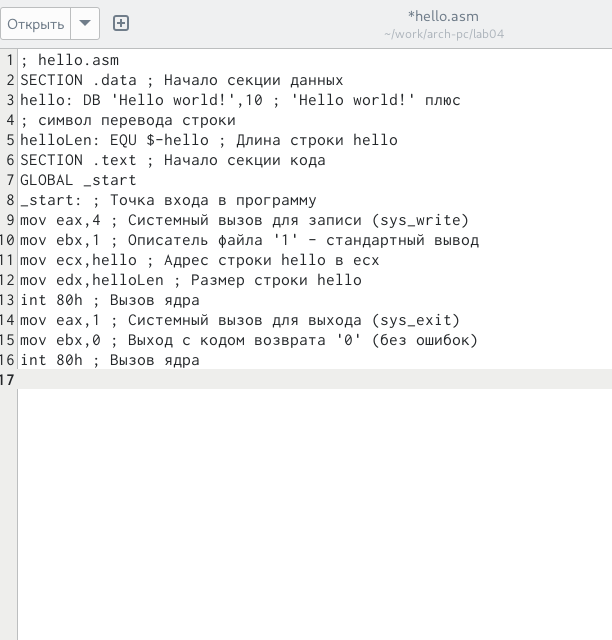 Открыть
*hello.asm
~/work/arch-pc/lab04
1 ; hello.asm
2 SECTION .data ; Начало секции данных
3 hello: DB 'Hello world!',10 ; 'Hello world!' плюс
4 ; символ перевода строки
5 helloLen: EQU $-hello ; Длина строки hello
6 SECTION .text ; Начало секции кода
7 GLOBAL _start
8 _start: ; Точка входа в программу
9 mov eax,4 ; Системный вызов для записи (sys_write)
10 mov ebx,1 ; Описатель файла '1' - стандартный вывод
11 mov ecx,hello ; Адрес строки hello в ecx
12 mov edx,helloLen ; Размер строки hello
13 int 80h ; Вызов ядра
14 mov eax,1 ; Системный вызов для выхода (sys_exit)
15 mov ebx,0 ; Выход с кодом возврата '0' (без ошибок)
16 int 80h ; Вызов ядра
17